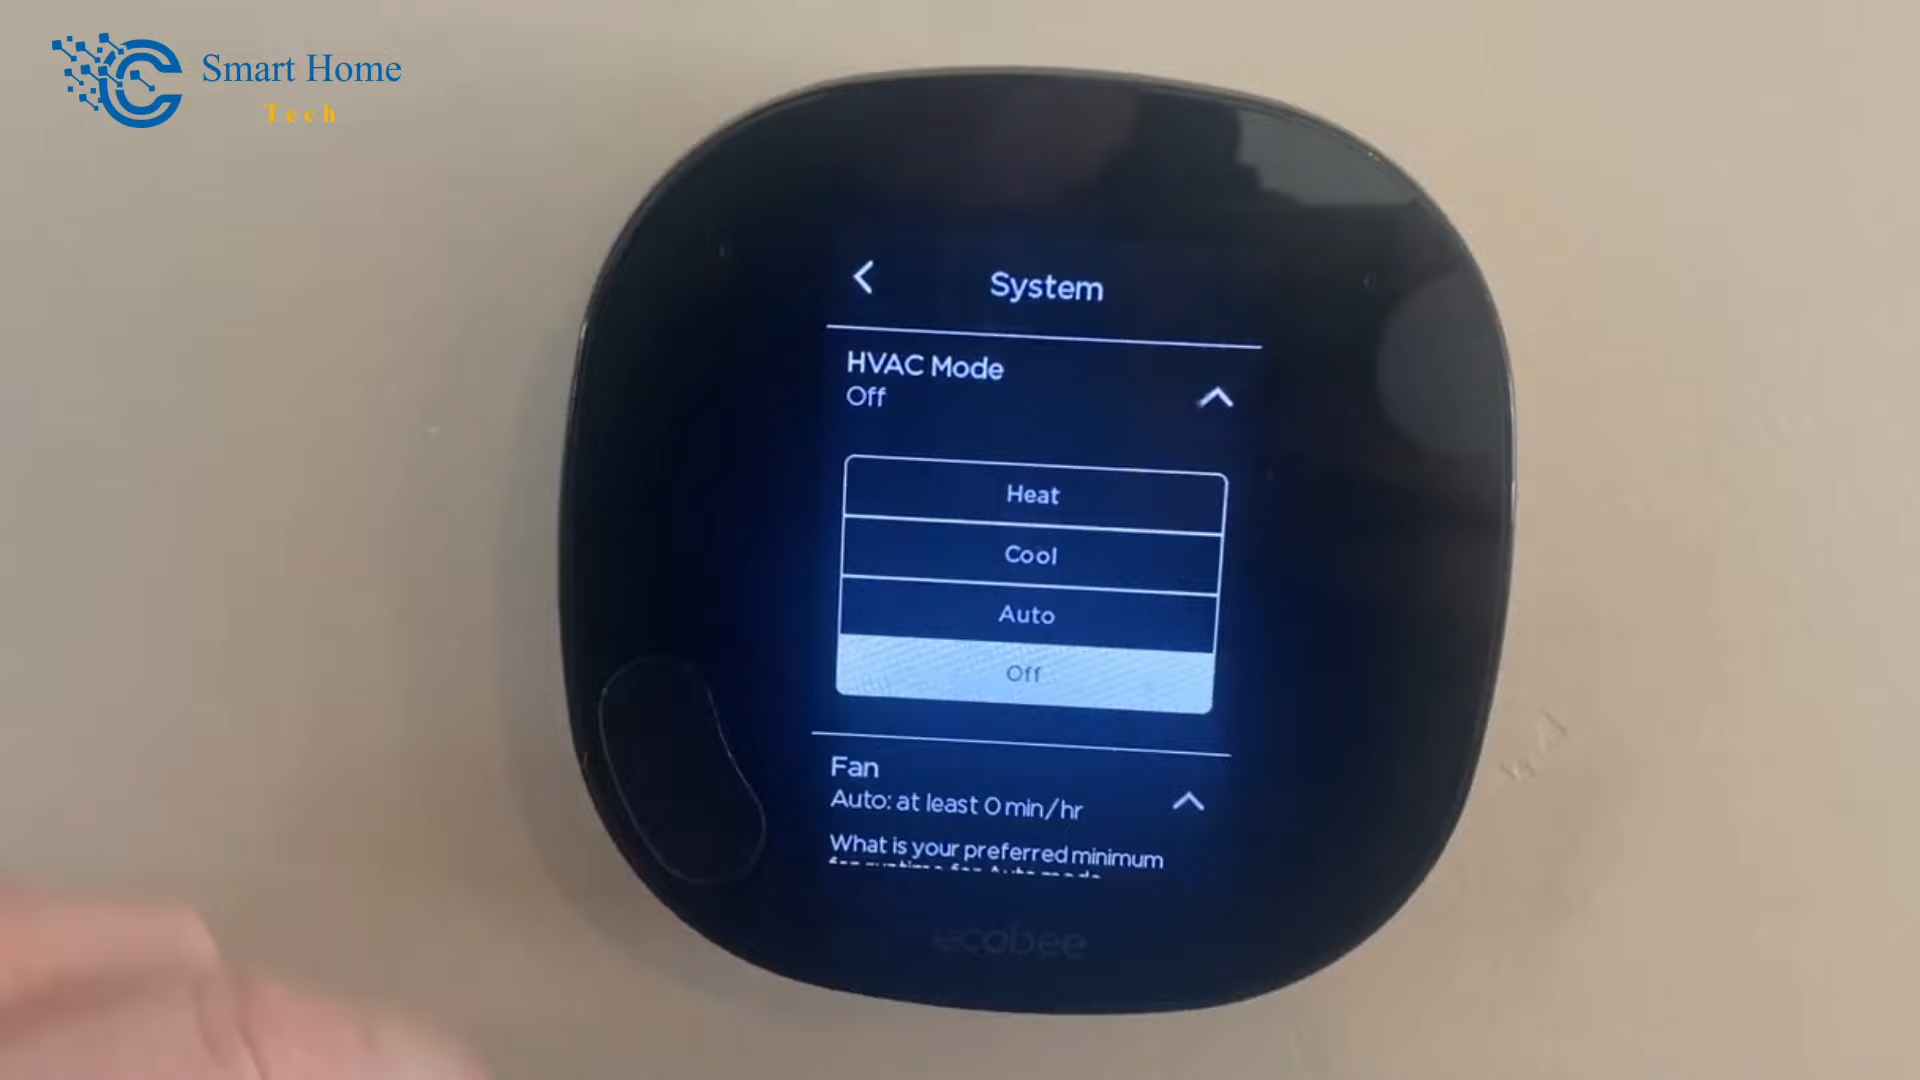 Smart Home
Tech
System
HVAC Mode
Off
Heat
Cool
Auto
Off
Fan
Auto: at least 0 min/hr
What is your preferred minimum
ecobee